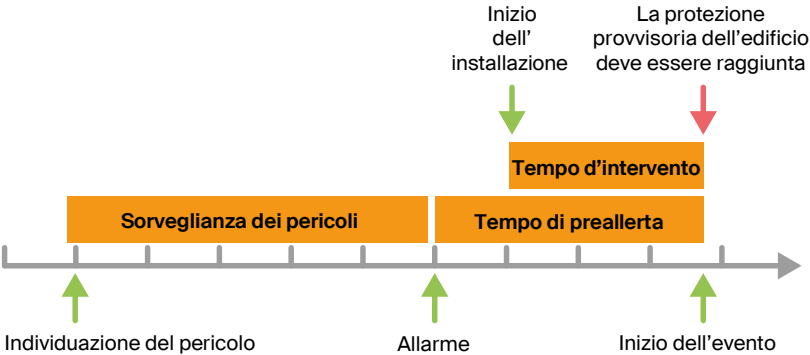 Inizio
dell'
installazione
La protezione
provvisoria dell'edificio
deve essere raggiunta
Tempo d'intervento
Sorveglianza dei pericoli
Tempo di preallerta
Individuazione del pericolo
Allarme
Inizio dell'evento